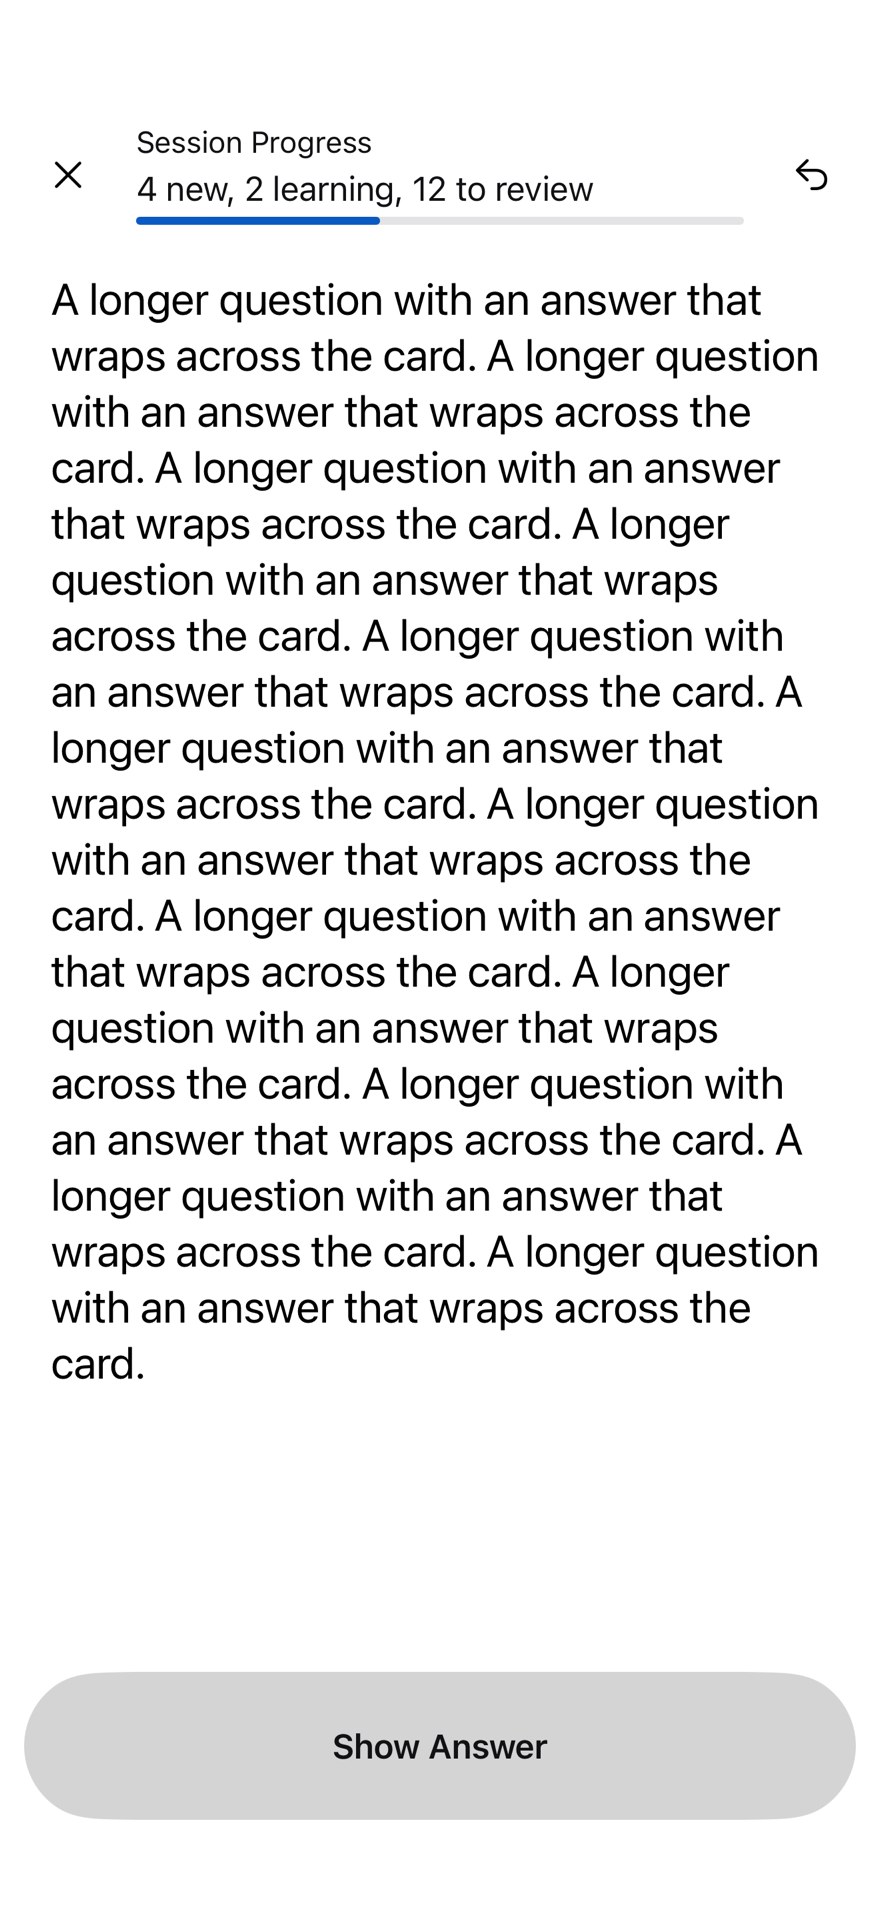 Session Progress
4 new, 2 learning, 12 to review
A longer question with an answer that
wraps across the card. A longer question
with an answer that wraps across the
card. A longer question with an answer
that wraps across the card. A longer
question with an answer that wraps
across the card. A longer question with
an answer that wraps across the card. A
longer question with an answer that
wraps across the card. A longer question
with an answer that wraps across the
card. A longer question with an answer
that wraps across the card. A longer
question with an answer that wraps
across the card. A longer question with
an answer that wraps across the card. A
longer question with an answer that
wraps across the card. A longer question
with an answer that wraps across the
card.
Show Answer